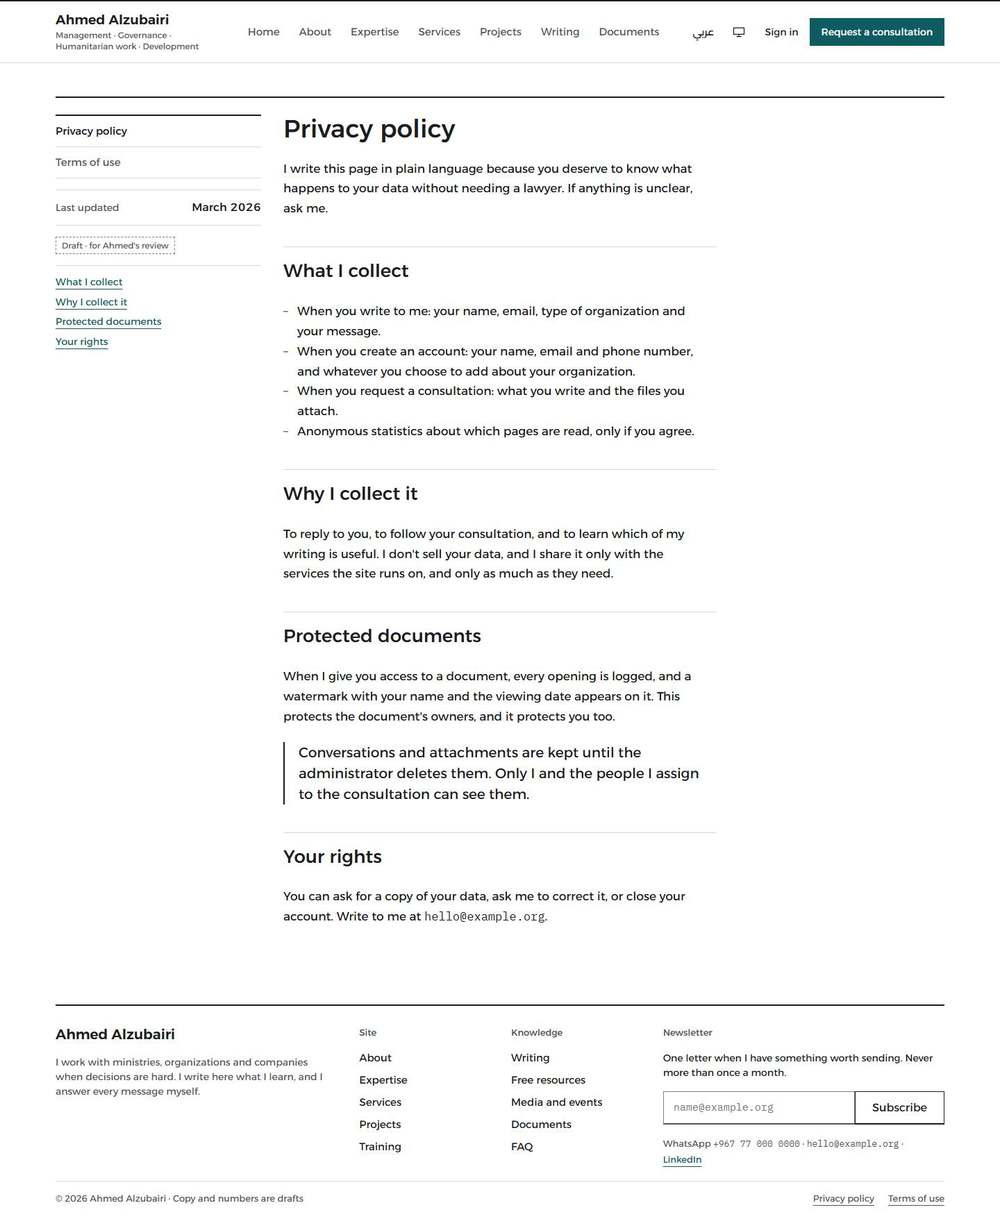 Ahmed Alzubairi
Management · Governance ·
Humanitarian work · Development
Home About Expertise Services Projects Writing Documents
عربي
Sign in
Request a consultation
Privacy policy
Terms of use
Last updated March 2026
Draft · for Ahmed's review
What I collect
Why I collect it
Protected documents
Your rights
Privacy policy
I write this page in plain language because you deserve to know what
happens to your data without needing a lawyer. If anything is unclear,
ask me.
What I collect
– When you write to me: your name, email, type of organization and
your message.
– When you create an account: your name, email and phone number,
and whatever you choose to add about your organization.
– When you request a consultation: what you write and the files you
attach.
– Anonymous statistics about which pages are read, only if you agree.
Why I collect it
To reply to you, to follow your consultation, and to learn which of my
writing is useful. I don't sell your data, and I share it only with the
services the site runs on, and only as much as they need.
Protected documents
When I give you access to a document, every opening is logged, and a
watermark with your name and the viewing date appears on it. This
protects the document's owners, and it protects you too.
Conversations and attachments are kept until the
administrator deletes them. Only I and the people I assign
to the consultation can see them.
Your rights
You can ask for a copy of your data, ask me to correct it, or close your
account. Write to me at hello@example.org.
Ahmed Alzubairi
I work with ministries, organizations and companies
when decisions are hard. I write here what I learn, and I
answer every message myself.
Site
About
Expertise
Services
Projects
Training
Knowledge
Writing
Free resources
Media and events
Documents
FAQ
Newsletter
One letter when I have something worth sending. Never
more than once a month.
name@example.org
Subscribe
WhatsApp +967 77 000 0000 · hello@example.org ·
LinkedIn
© 2026 Ahmed Alzubairi · Copy and numbers are drafts
Privacy policy Terms of use